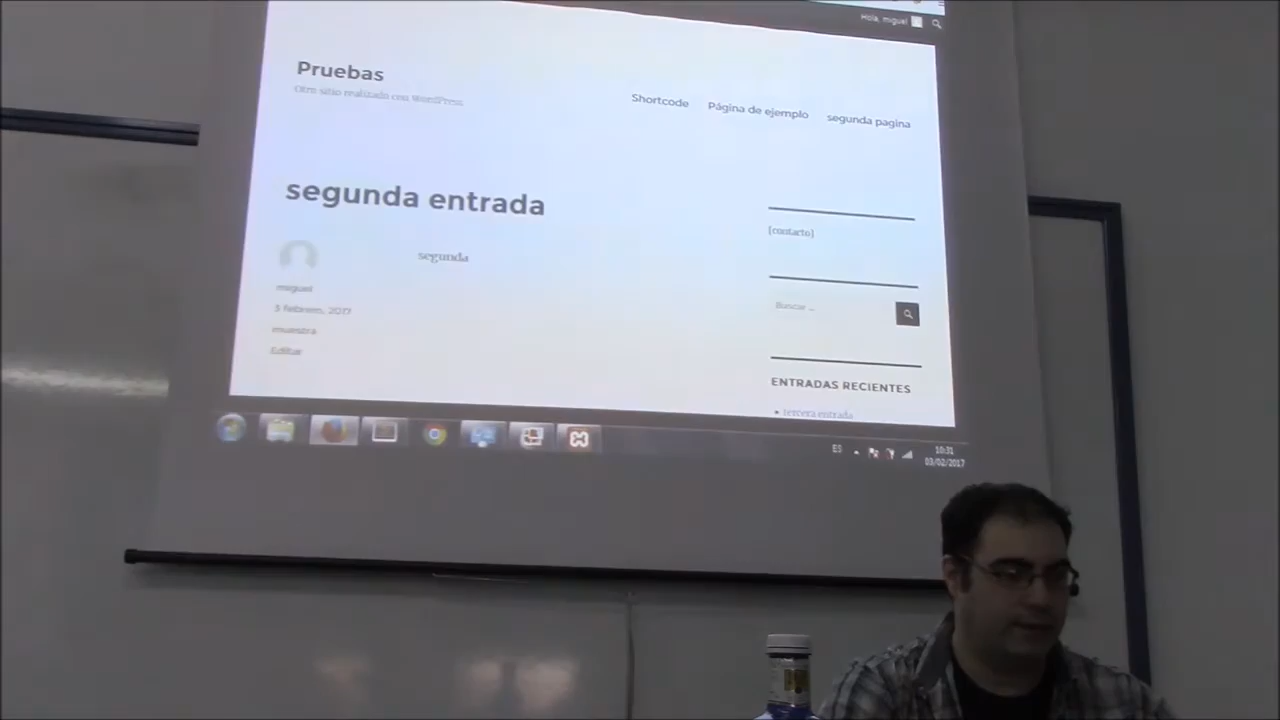 Hola, miguel
Pruebas
Otro sitio realizado con WordPress
Shortcode Página de ejemplo segunda pagina
segunda entrada
[contacto]
segunda
miguel
Buscar ...
3 febrero, 2017
muestra
Editar
ENTRADAS RECIENTES
tercera entrada
ES
10:31
03/02/2017